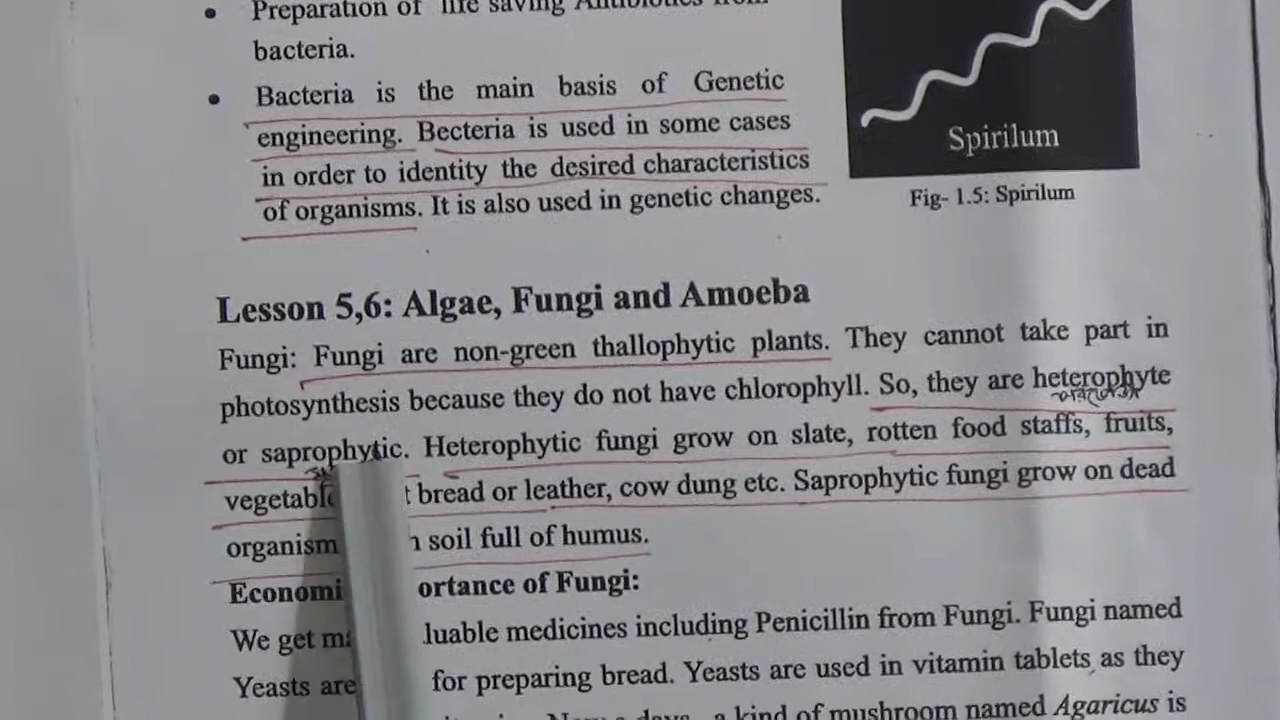 Preparation of life saving Antibiotics from
bacteria.
Bacteria is the main basis of Genetic
engineering. Becteria is used in some cases
in order to identity the desired characteristics
of organisms. It is also used in genetic changes.
Spirilum
Fig- 1.5: Spirilum
Lesson 5,6: Algae, Fungi and Amoeba
Fungi: Fungi are non-green thallophytic plants. They cannot take part in
photosynthesis because they do not have chlorophyll. So, they are heterophyte
or saprophytic. Heterophytic fungi grow on slate, rotten food staffs, fruits,
vegetabl t bread or leather, cow dung etc. Saprophytic fungi grow on dead
organism soil full of humus.
Economi ortance of Fungi:
We get ma luable medicines including Penicillin from Fungi. Fungi named
Yeasts are for preparing bread. Yeasts are used in vitamin tablets as they
a kind of mushroom named Agaricus is